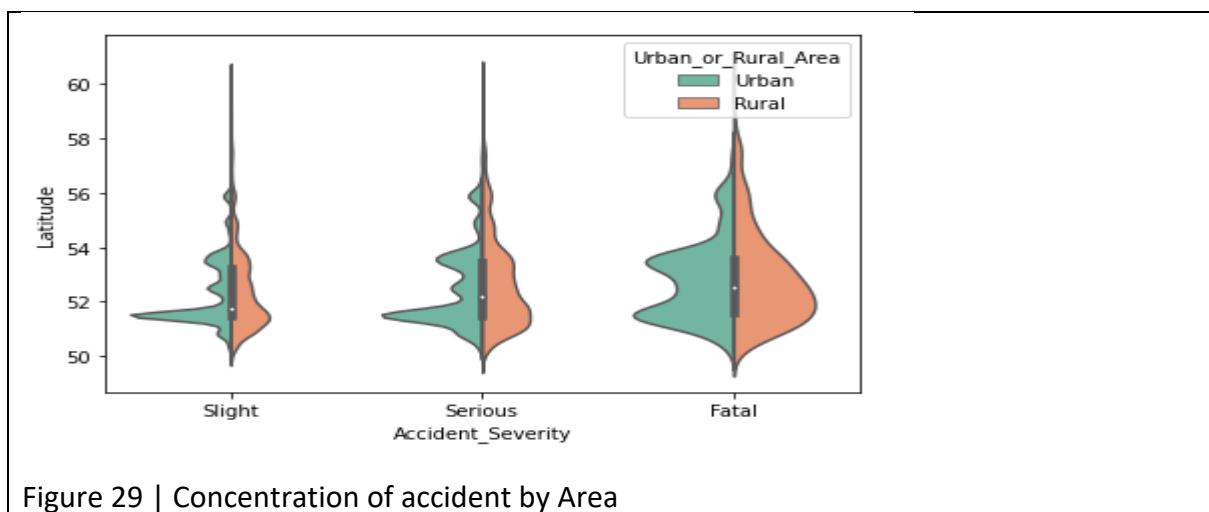 Urban_or_Rural_Area
Urban
Rural
60
58
56
54
52
50
Latitude
Slight
Serious
Fatal
Accident_Severity
Figure 29 | Concentration of accident by Area